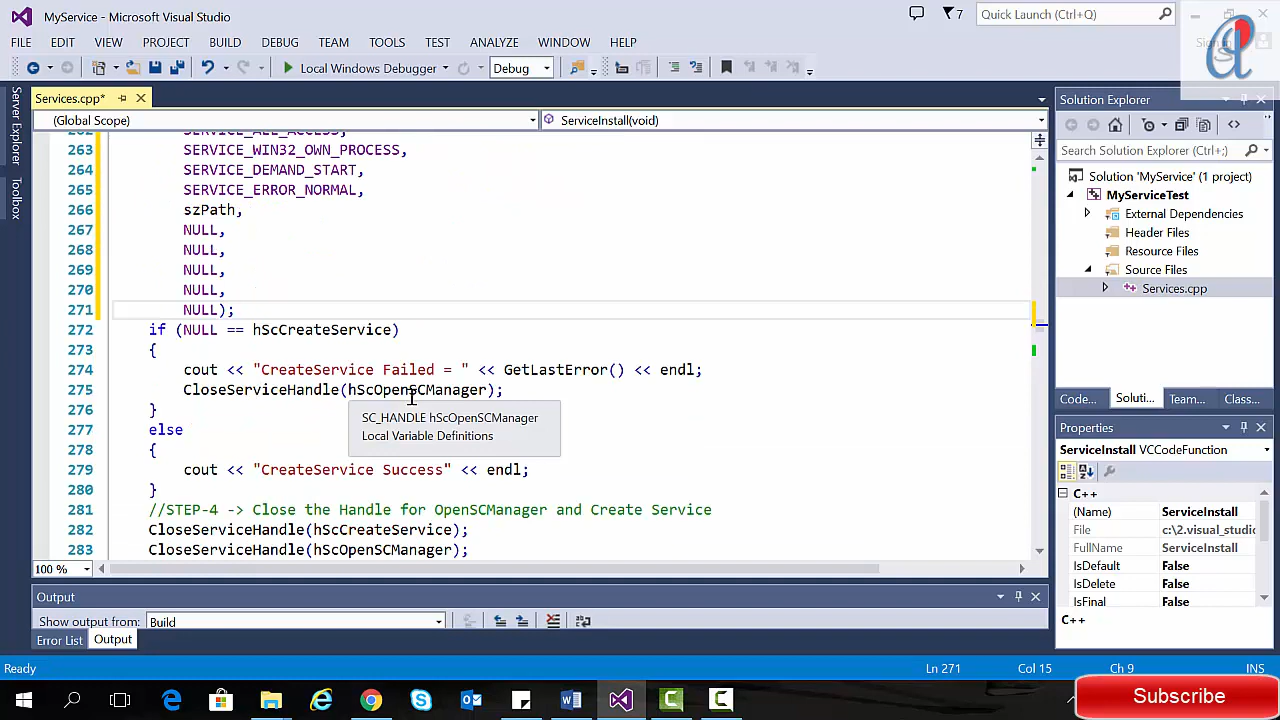 MyService - Microsoft Visual Studio
7
Quick Launch (Ctrl+Q)
FILE EDIT VIEW PROJECT BUILD DEBUG TEAM TOOLS TEST ANALYZE WINDOW HELP
Local Windows Debugger
Debug
Server Explorer
Toolbox
Services.cpp*
(Global Scope)
ServiceInstall(void)
262 SERVICE_ALL_ACCESS,
263 SERVICE_WIN32_OWN_PROCESS,
264 SERVICE_DEMAND_START,
265 SERVICE_ERROR_NORMAL,
266 szPath,
267 NULL,
268 NULL,
269 NULL,
270 NULL,
271 NULL);
272 if (NULL == hScCreateService)
273 {
274 cout << "CreateService Failed = " << GetLastError() << endl;
275 CloseServiceHandle(hScOpenSCManager);
276 }
277 else
278 {
279 cout << "CreateService Success" << endl;
280 }
281 //STEP-4 -> Close the Handle for OpenSCManager and Create Service
282 CloseServiceHandle(hScCreateService);
283 CloseServiceHandle(hScOpenSCManager);
SC_HANDLE hScOpenSCManager
Local Variable Definitions
100 %
Output
Show output from: Build
Error List Output
Solution Explorer
Search Solution Explorer (Ctrl+;)
Solution 'MyService' (1 project)
MyServiceTest
External Dependencies
Header Files
Resource Files
Source Files
Services.cpp
Code... Soluti... Team... Class...
Properties
ServiceInstall VCCodeFunction
C++
(Name) ServiceInstall
File c:\2.visual_studio
FullName ServiceInstall
IsDefault False
IsDelete False
IsFinal False
C++
Ready
Ln 271 Col 15 Ch 9 INS
Subscribe